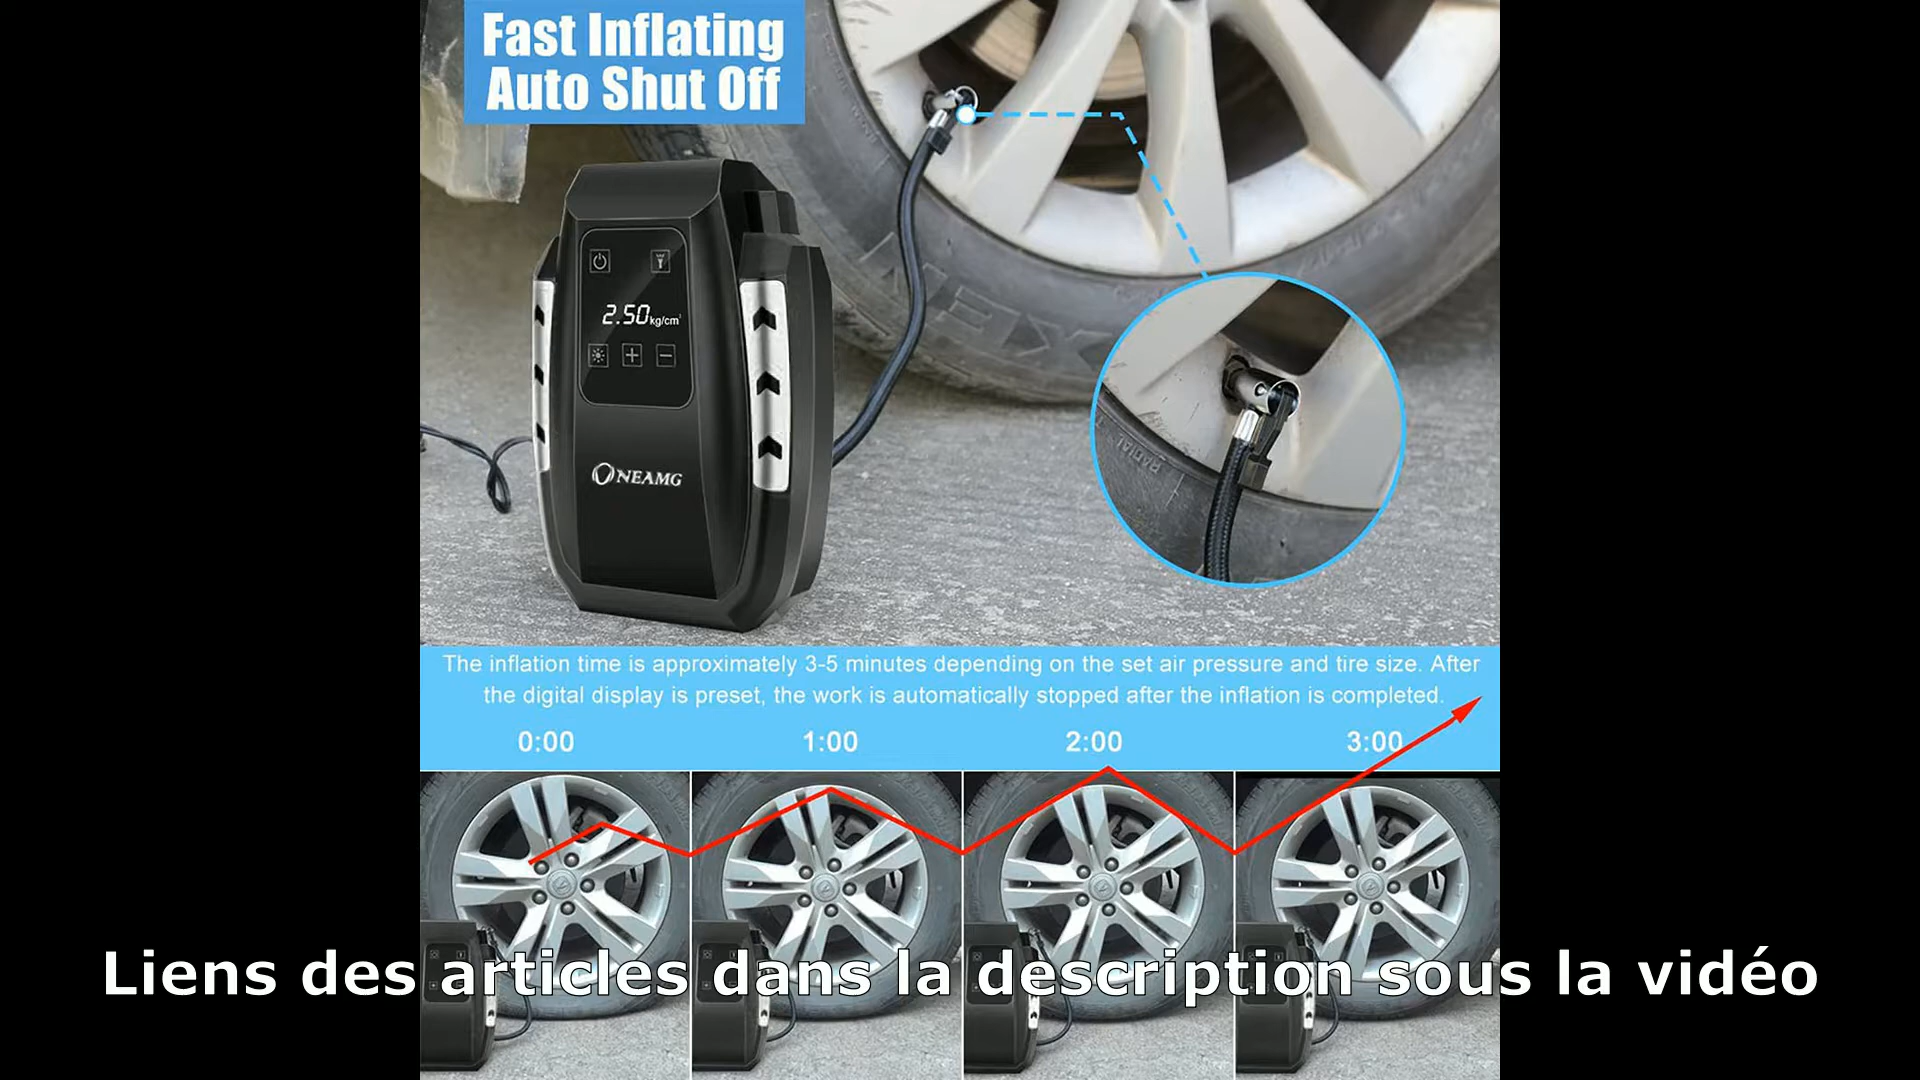 Fast Inflating
Auto Shut Off
2.50kg/cm²
ONEAMG
RADIAL
The inflation time is approximately 3-5 minutes depending on the set air pressure and tire size. After
the digital display is preset, the work is automatically stopped after the inflation is completed.
0:00 1:00 2:00 3:00
Liens des articles dans la description sous la vidéo